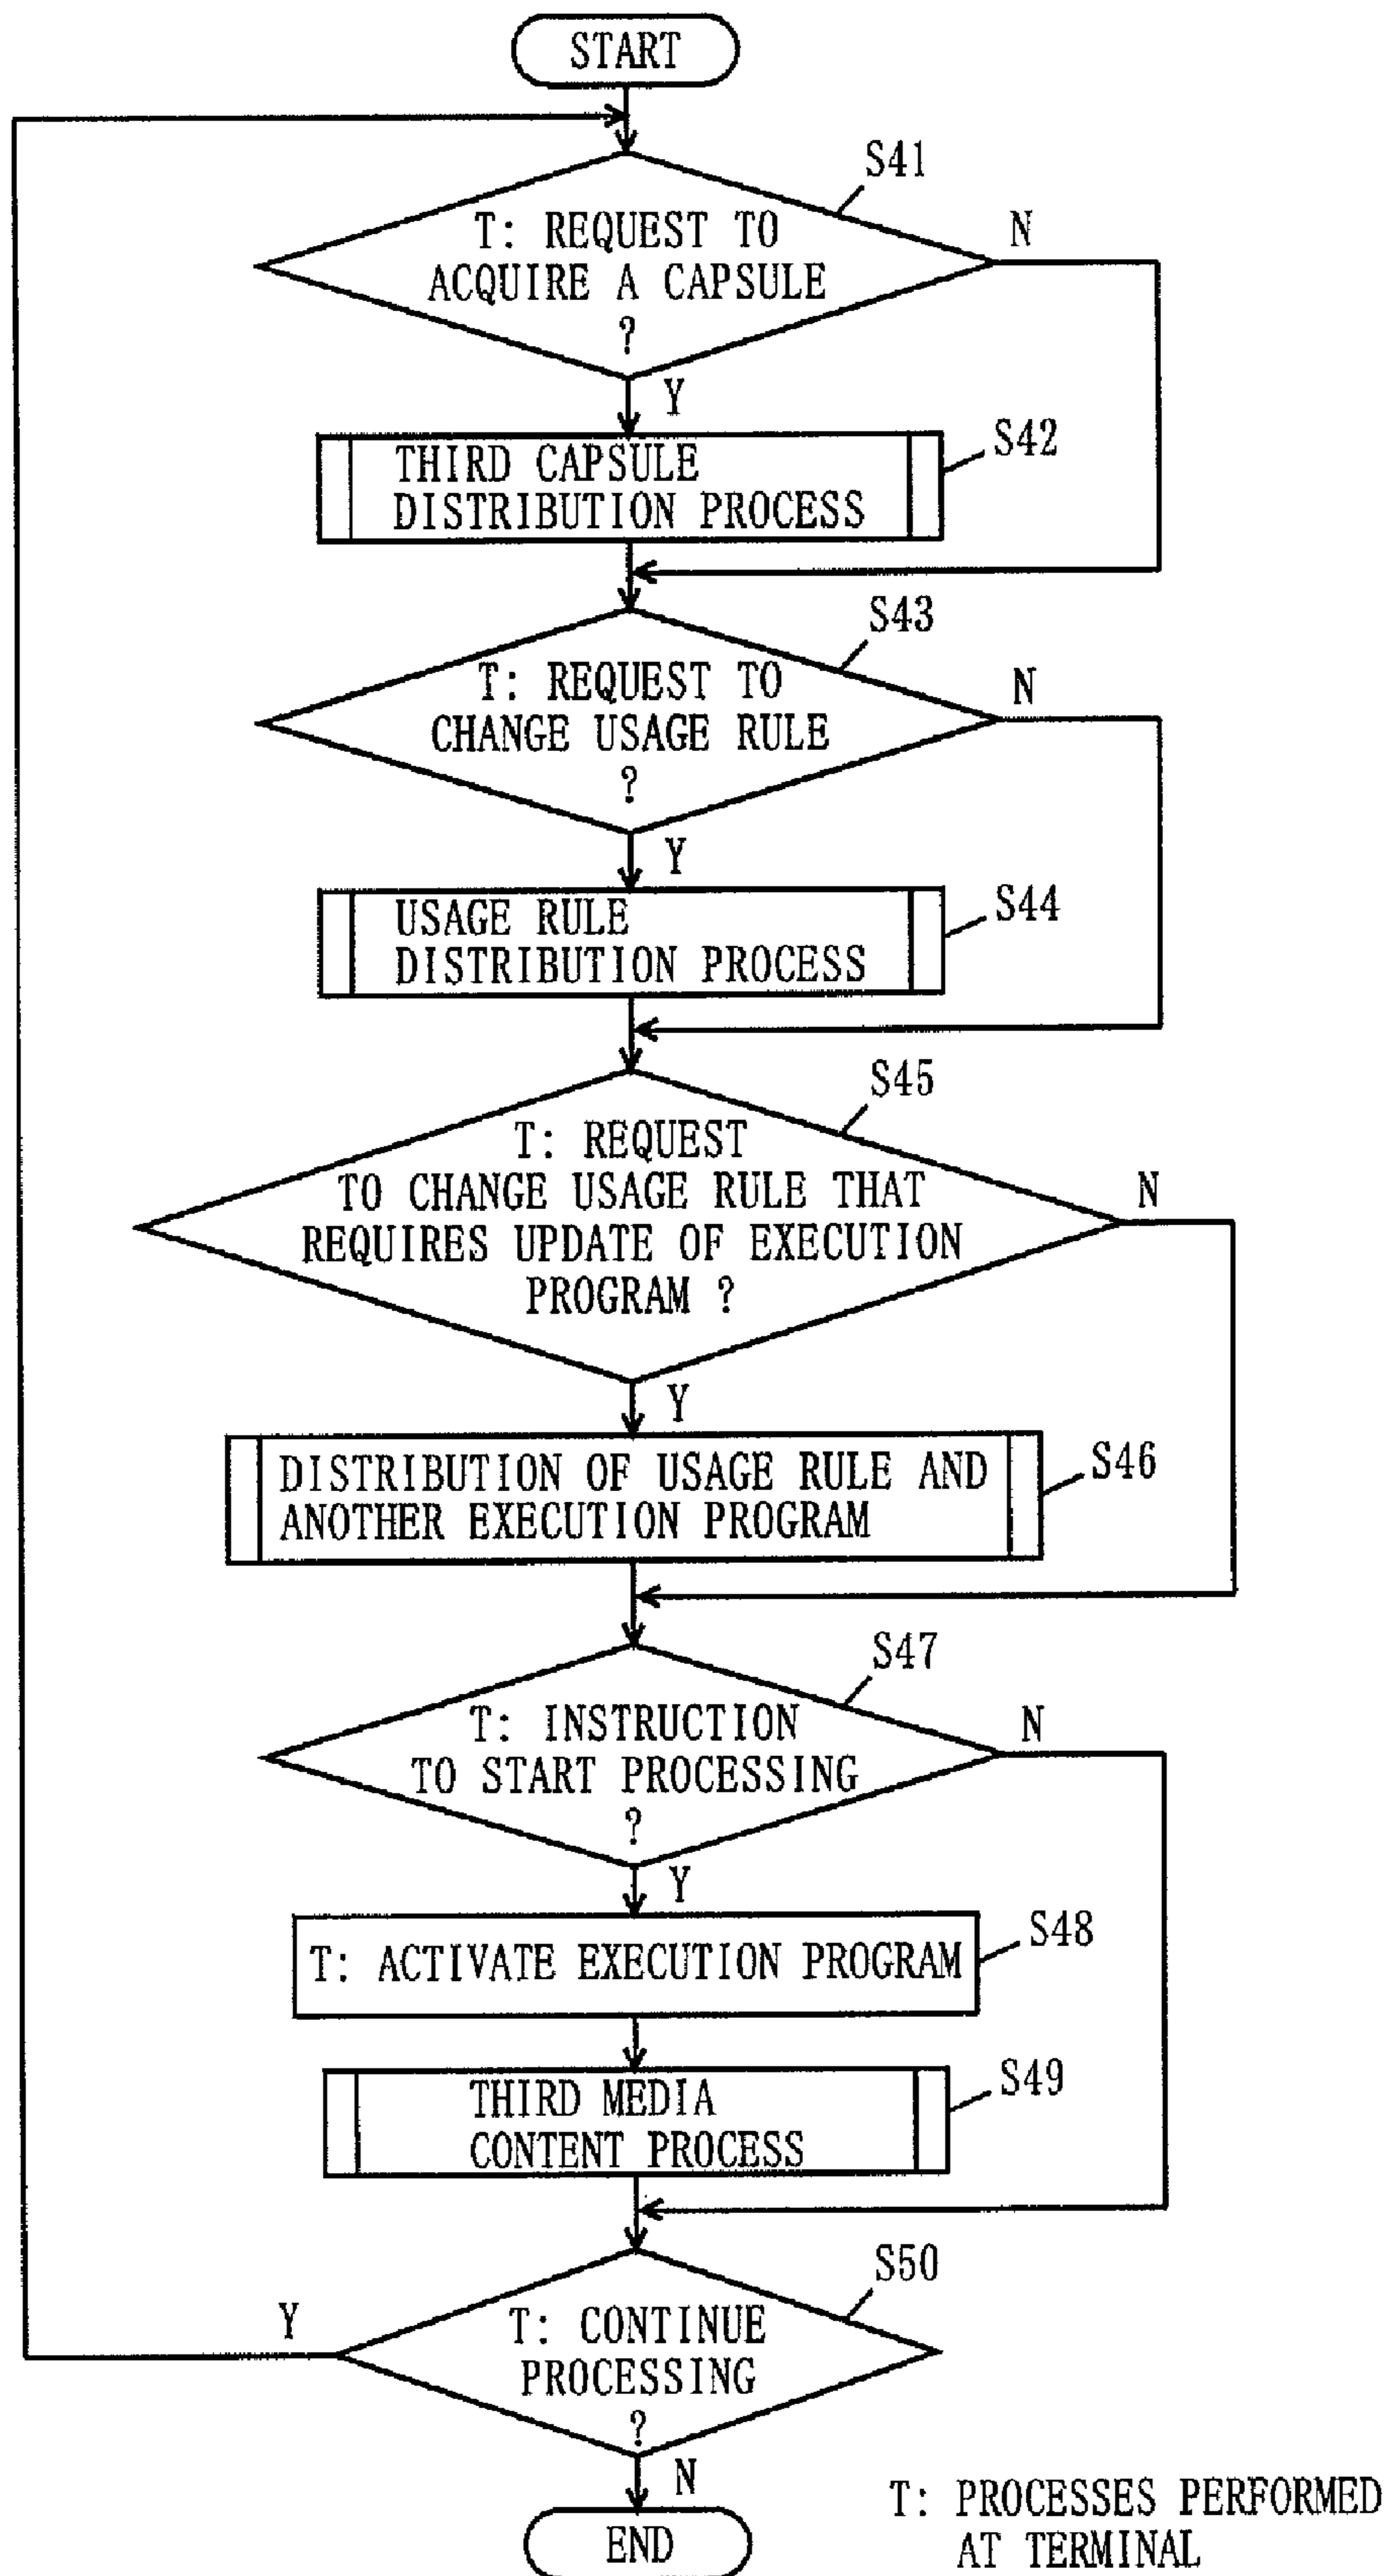 START
S41
T: REQUEST TO
ACQUIRE A CAPSULE
?
N
Y
S42
THIRD CAPSULE
DISTRIBUTION PROCESS
S43
T: REQUEST TO
CHANGE USAGE RULE
?
N
Y
S44
USAGE RULE
DISTRIBUTION PROCESS
S45
T: REQUEST
TO CHANGE USAGE RULE THAT
REQUIRES UPDATE OF EXECUTION
PROGRAM ?
N
Y
S46
DISTRIBUTION OF USAGE RULE AND
ANOTHER EXECUTION PROGRAM
S47
T: INSTRUCTION
TO START PROCESSING
?
N
Y
S48
T: ACTIVATE EXECUTION PROGRAM
S49
THIRD MEDIA
CONTENT PROCESS
S50
T: CONTINUE
PROCESSING
?
Y
N
END
T: PROCESSES PERFORMED
AT TERMINAL